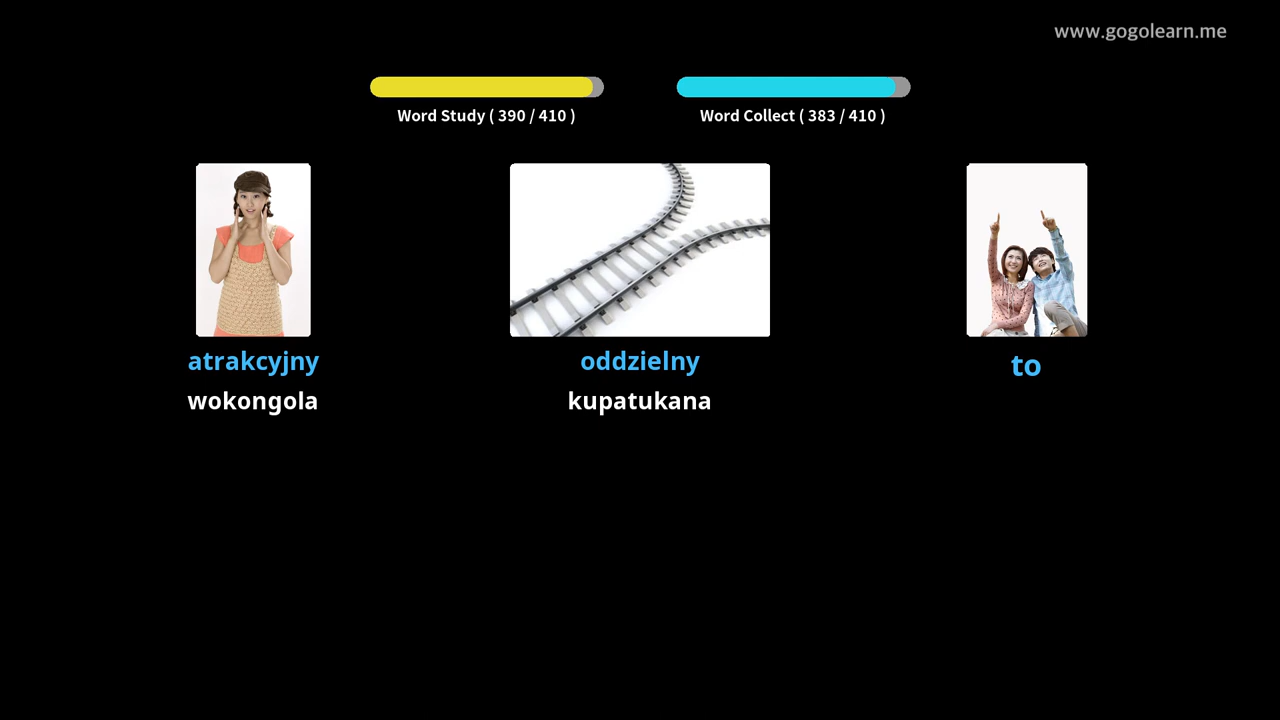 www.gogolearn.me
Word Study ( 390 / 410 )
Word Collect ( 383 / 410 )
atrakcyjny
wokongola
oddzielny
kupatukana
to